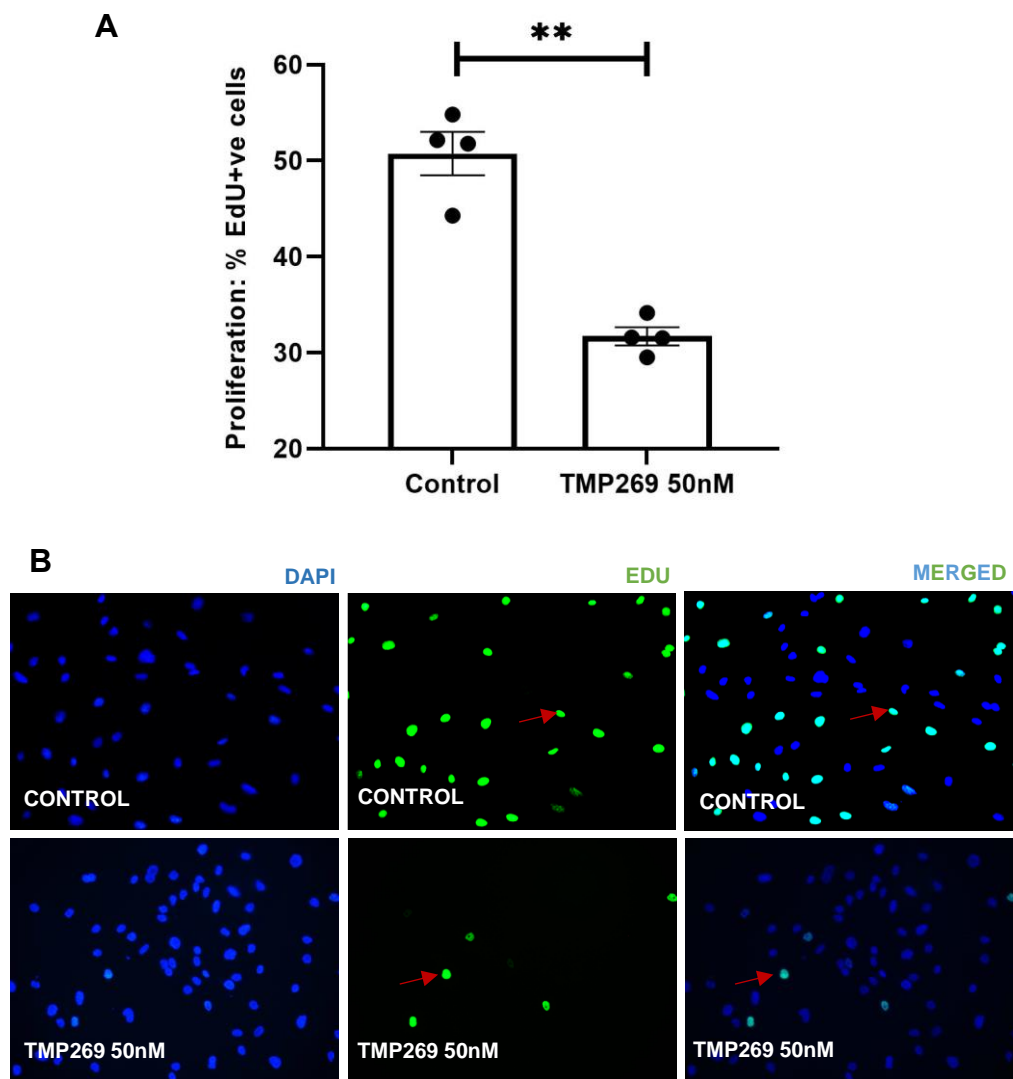 A
**
Proliferation: % EdU+ve cells
60
50
40
30
20
Control
TMP269 50nM
B
DAPI
EDU
MERGED
CONTROL
CONTROL
CONTROL
TMP269 50nM
TMP269 50nM
TMP269 50nM